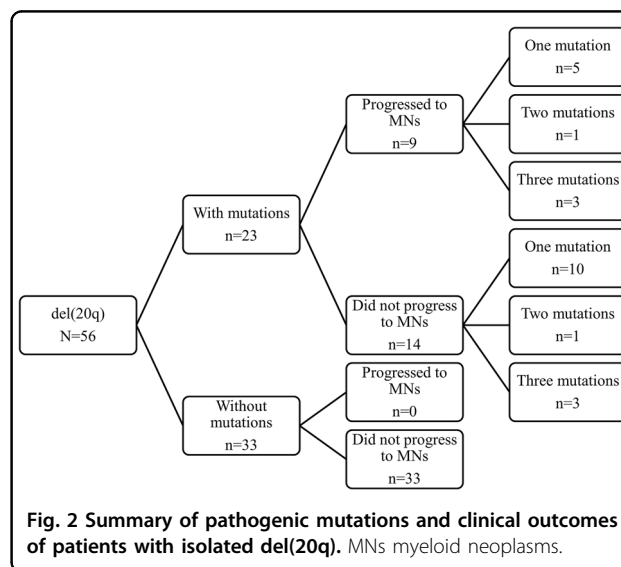 del(20q)
N=56
With mutations
n=23
Without
mutations
n=33
Progressed to
MNs
n=9
Did not progress
to MNs
n=14
Progressed to
MNs
n=0
Did not progress
to MNs
n=33
One mutation
n=5
Two mutations
n=1
Three mutations
n=3
One mutation
n=10
Two mutations
n=1
Three mutations
n=3
Fig. 2 Summary of pathogenic mutations and clinical outcomes
of patients with isolated del(20q). MNs myeloid neoplasms.